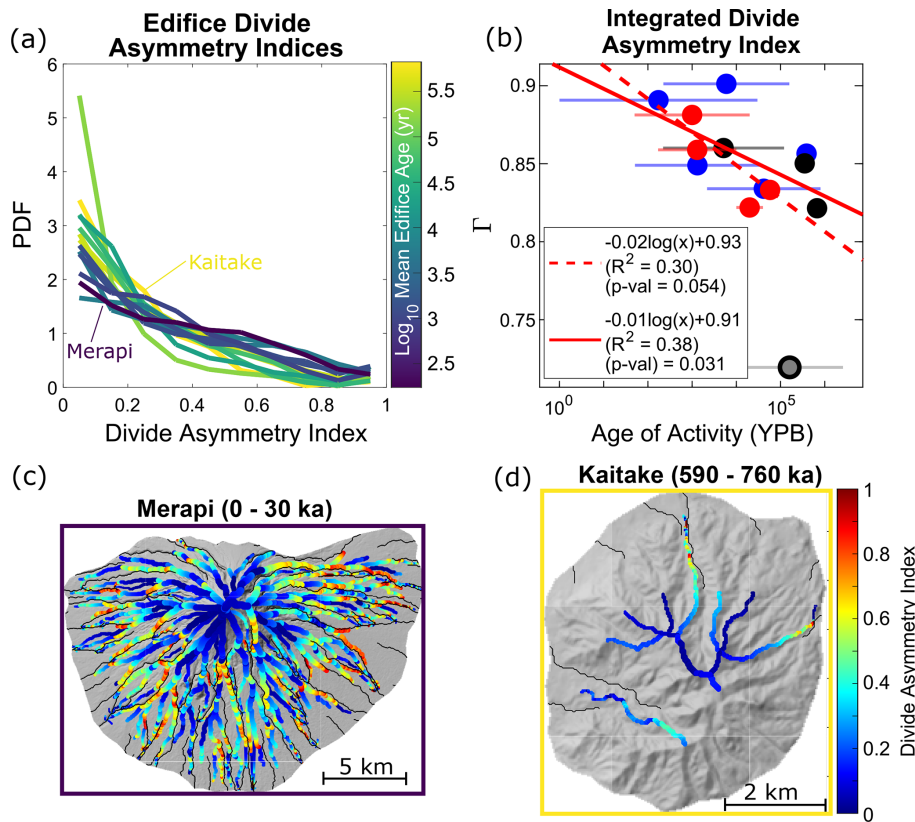 (a)
Edifice Divide
Asymmetry Indices
6
5
4
3
2
1
0
PDF
0
0.2
0.4
0.6
0.8
1
Divide Asymmetry Index
Kaitake
Merapi
5.5
5
4.5
4
3.5
3
2.5
Log10 Mean Edifice Age (yr)
(b)
Integrated Divide
Asymmetry Index
0.9
0.85
0.8
0.75
Γ
-0.02log(x)+0.93
(R² = 0.30)
(p-val = 0.054)
-0.01log(x)+0.91
(R² = 0.38)
(p-val) = 0.031
10⁰
10⁵
Age of Activity (YPB)
(c)
Merapi (0 - 30 ka)
5 km
(d)
Kaitake (590 - 760 ka)
2 km
1
0.8
0.6
0.4
0.2
0
Divide Asymmetry Index